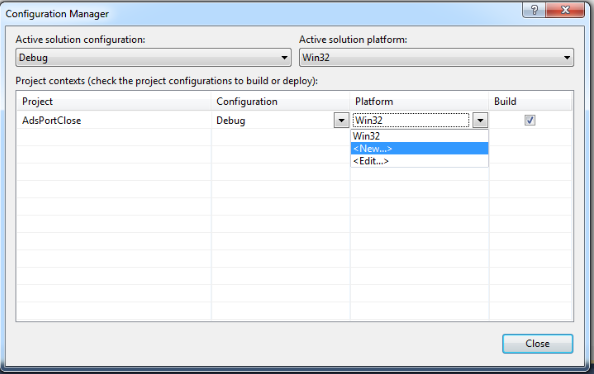 Configuration Manager
Active solution configuration: Active solution platform:
Debug Win32
Project contexts (check the project configurations to build or deploy):
Project Configuration Platform Build
AdsPortClose Debug Win32
Win32
<New...>
<Edit...>
Close